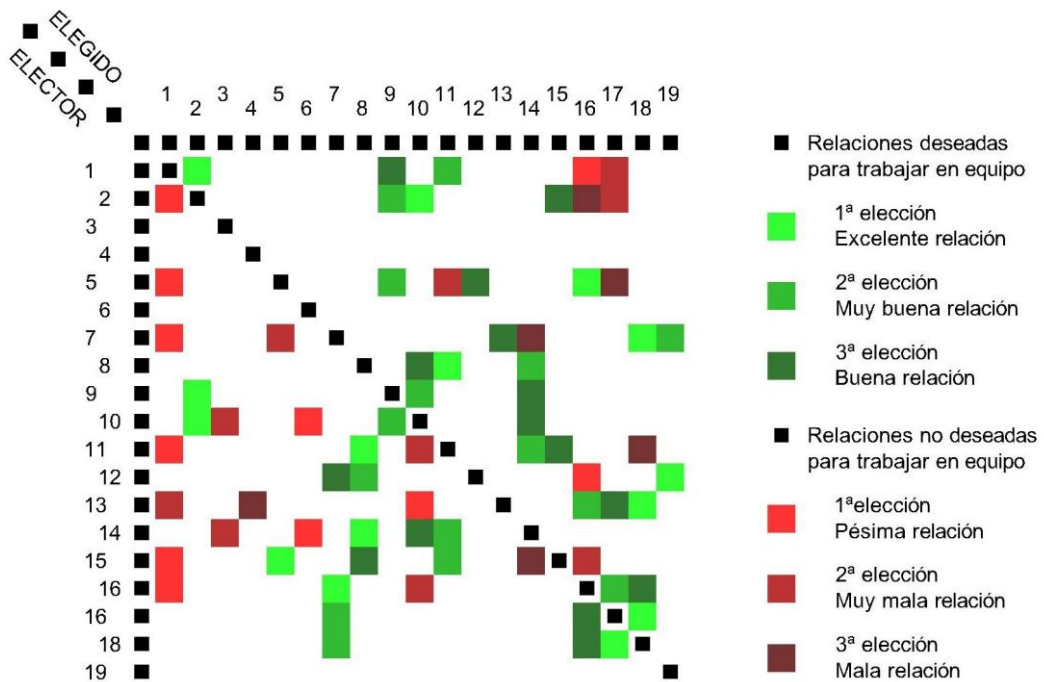 ELEGIDO
ELECTOR
1 3 5 7 9 11 13 15 17 19
2 4 6 8 10 12 14 16 18
1
2
3
4
5
6
7
8
9
10
11
12
13
14
15
16
16
18
19
Relaciones deseadas
para trabajar en equipo
1ª elección
Excelente relación
2ª elección
Muy buena relación
3ª elección
Buena relación
Relaciones no deseadas
para trabajar en equipo
1ªelección
Pésima relación
2ª elección
Muy mala relación
3ª elección
Mala relación